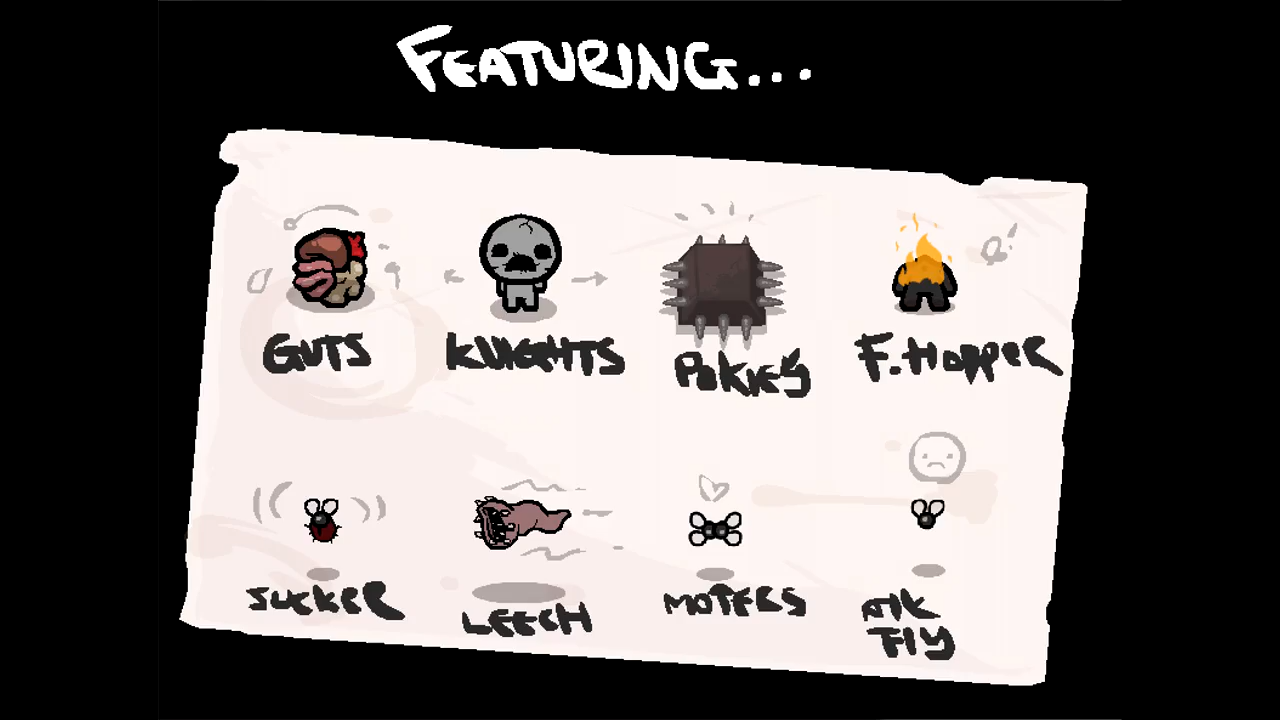 FEATURING...
GUTS KNIGHTS POKIES F.HOPPER
SUCKER LEECH MOTERS ATK
FLY